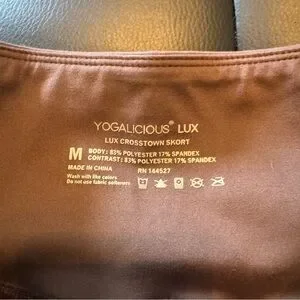 YOGALICIOUS® LUX
LUX CROSSTOWN SKORT
M BODY: 83% POLYESTER 17% SPANDEX
CONTRAST: 83% POLYESTER 17% SPANDEX
MADE IN CHINA RN 144527
Wash with like colors
Do not use fabric softeners